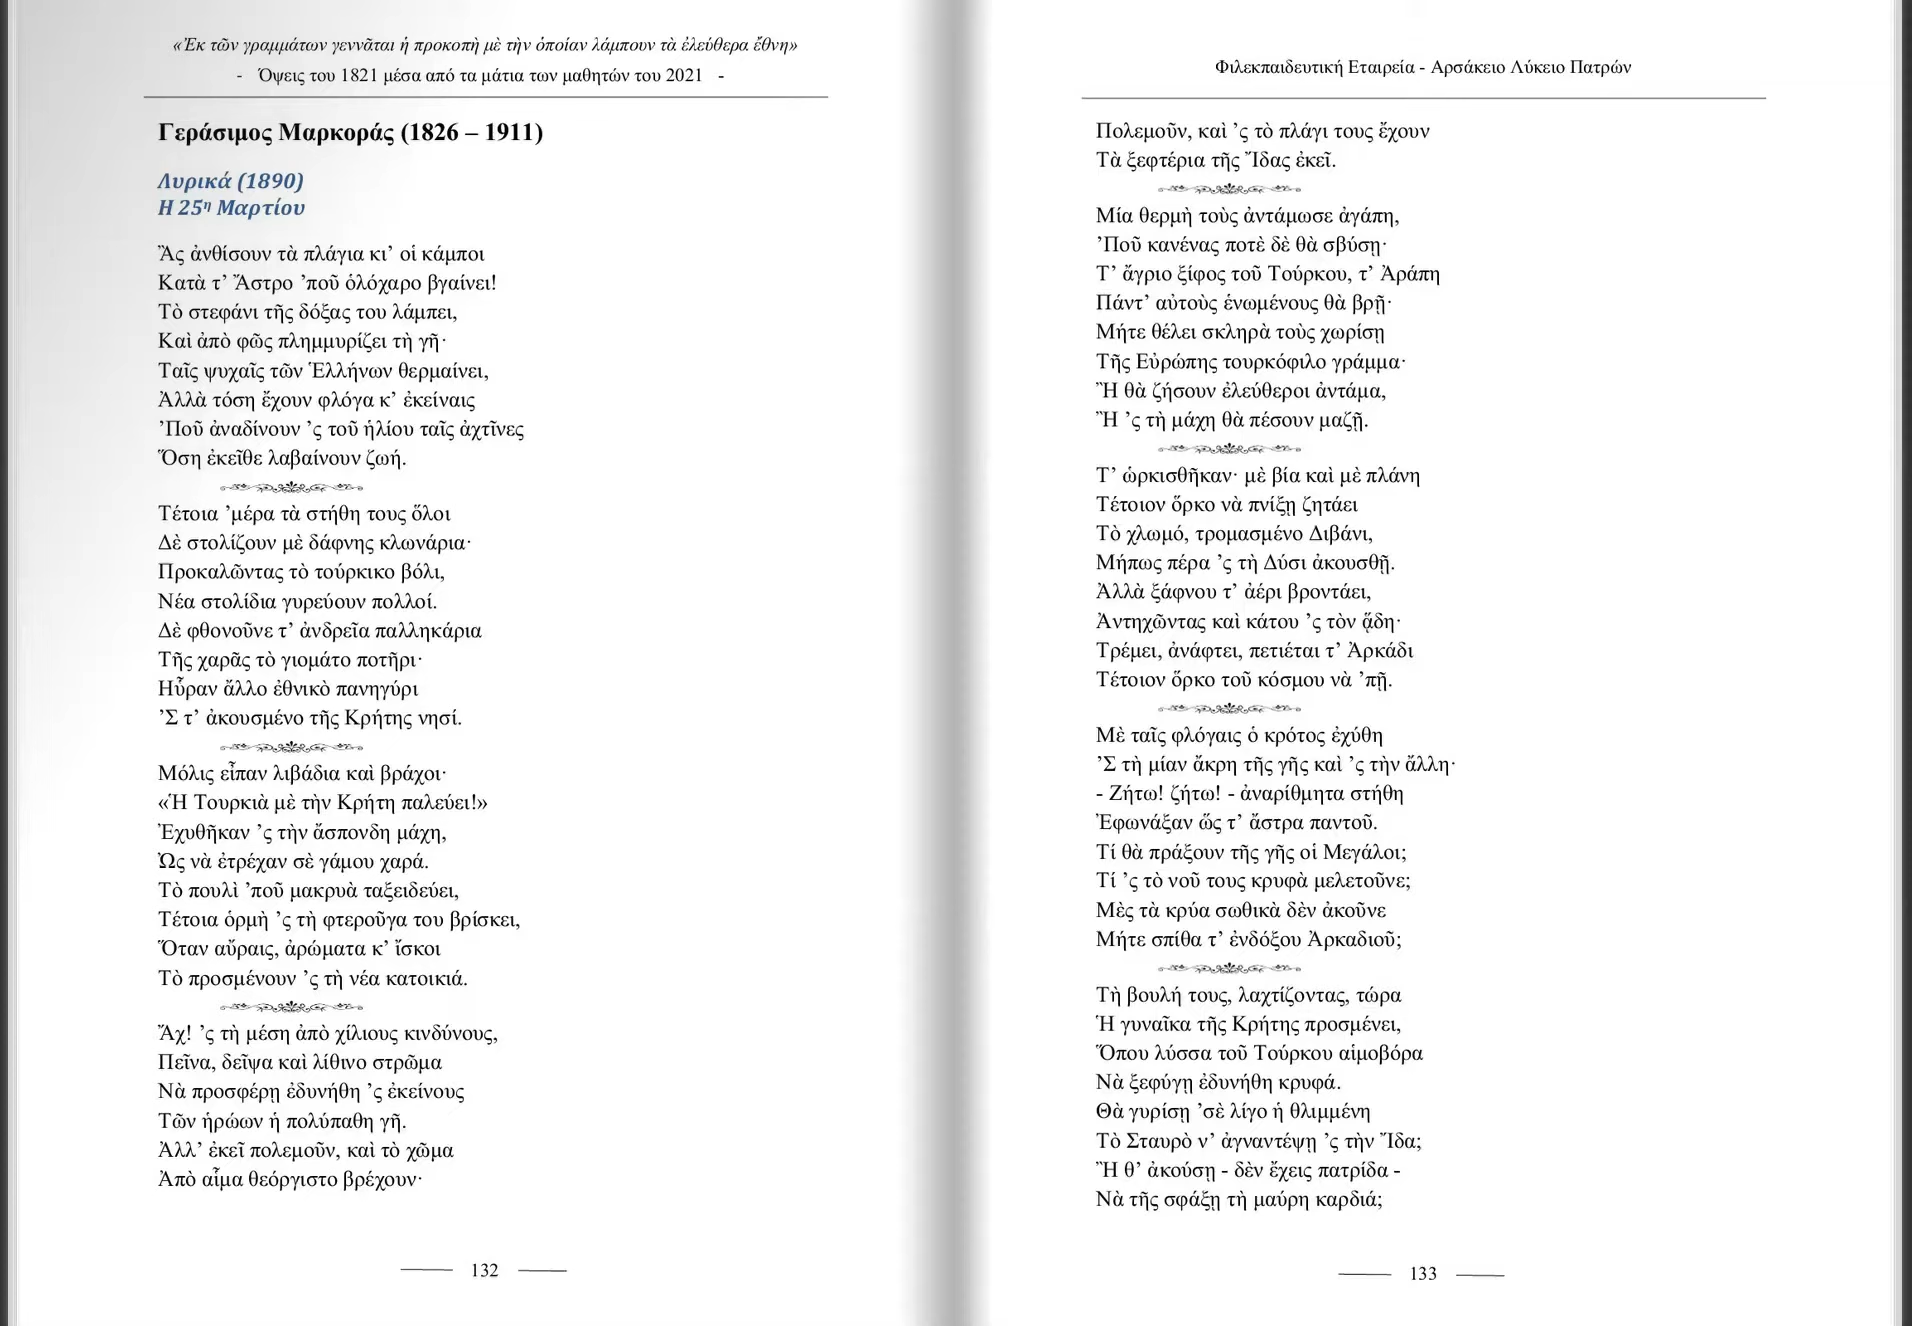 «Ἐκ τῶν γραμμάτων γεννᾶται ἡ προκοπὴ μὲ τὴν ὁποίαν λάμπουν τὰ ἐλεύθερα ἔθνη»
- Όψεις του 1821 μέσα από τα μάτια των μαθητών του 2021 -
Γεράσιμος Μαρκοράς (1826 – 1911)
Λυρικά (1890)
Η 25η Μαρτίου
Ἂς ἀνθίσουν τὰ πλάγια κι’ οἱ κάμποι
Κατὰ τ’ Ἄστρο ’ποῦ ὁλόχαρο βγαίνει!
Τὸ στεφάνι τῆς δόξας του λάμπει,
Καὶ ἀπὸ φῶς πλημμυρίζει τὴ γῆ·
Ταῖς ψυχαῖς τῶν Ἑλλήνων θερμαίνει,
Ἀλλὰ τόση ἔχουν φλόγα κ’ ἐκείναις
’Ποῦ ἀναδίνουν ’ς τοῦ ἡλίου ταῖς ἀχτῖνες
Ὅση ἐκεῖθε λαβαίνουν ζωή.
Τέτοια ’μέρα τὰ στήθη τους ὅλοι
Δὲ στολίζουν μὲ δάφνης κλωνάρια·
Προκαλῶντας τὸ τούρκικο βόλι,
Νέα στολίδια γυρεύουν πολλοί.
Δὲ φθονοῦνε τ’ ἀνδρεῖα παλληκάρια
Τῆς χαρᾶς τὸ γιομάτο ποτῆρι·
Ηὗραν ἄλλο ἐθνικὸ πανηγύρι
’Σ τ’ ἀκουσμένο τῆς Κρήτης νησί.
Μόλις εἶπαν λιβάδια καὶ βράχοι·
«Ἡ Τουρκιὰ μὲ τὴν Κρήτη παλεύει!»
Ἐχυθῆκαν ’ς τὴν ἄσπονδη μάχη,
Ὡς νὰ ἐτρέχαν σὲ γάμου χαρά.
Τὸ πουλὶ ’ποῦ μακρυὰ ταξειδεύει,
Τέτοια ὁρμὴ ’ς τὴ φτεροῦγα του βρίσκει,
Ὅταν αὔραις, ἀρώματα κ’ ἴσκοι
Τὸ προσμένουν ’ς τὴ νέα κατοικιά.
Ἄχ! ’ς τὴ μέση ἀπὸ χίλιους κινδύνους,
Πεῖνα, δεῖψα καὶ λίθινο στρῶμα
Νὰ προσφέρῃ ἐδυνήθη ’ς ἐκείνους
Τῶν ἡρώων ἡ πολύπαθη γῆ.
Ἀλλ’ ἐκεῖ πολεμοῦν, καὶ τὸ χῶμα
Ἀπὸ αἷμα θεόργιστο βρέχουν·
132
Φιλεκπαιδευτική Εταιρεία - Αρσάκειο Λύκειο Πατρών
Πολεμοῦν, καὶ ’ς τὸ πλάγι τους ἔχουν
Τὰ ξεφτέρια τῆς Ἴδας ἐκεῖ.
Μία θερμὴ τοὺς ἀντάμωσε ἀγάπη,
’Ποῦ κανένας ποτὲ δὲ θὰ σβύσῃ·
Τ’ ἄγριο ξίφος τοῦ Τούρκου, τ’ Ἀράπη
Πάντ’ αὐτοὺς ἑνωμένους θὰ βρῇ·
Μήτε θέλει σκληρὰ τοὺς χωρίσῃ
Τῆς Εὐρώπης τουρκόφιλο γράμμα·
Ἢ θὰ ζήσουν ἐλεύθεροι ἀντάμα,
Ἢ ’ς τὴ μάχη θὰ πέσουν μαζῇ.
Τ’ ὡρκισθῆκαν· μὲ βία καὶ μὲ πλάνη
Τέτοιον ὅρκο νὰ πνίξῃ ζητάει
Τὸ χλωμό, τρομασμένο Διβάνι,
Μήπως πέρα ’ς τὴ Δύσι ἀκουσθῇ.
Ἀλλὰ ξάφνου τ’ ἀέρι βροντάει,
Ἀντηχῶντας καὶ κάτου ’ς τὸν ᾅδη·
Τρέμει, ἀνάφτει, πετιέται τ’ Ἀρκάδι
Τέτοιον ὅρκο τοῦ κόσμου νὰ ’πῇ.
Μὲ ταῖς φλόγαις ὁ κρότος ἐχύθη
’Σ τὴ μίαν ἄκρη τῆς γῆς καὶ ’ς τὴν ἄλλη·
- Ζήτω! ζήτω! - ἀναρίθμητα στήθη
Ἐφωνάξαν ὥς τ’ ἄστρα παντοῦ.
Τί θὰ πράξουν τῆς γῆς οἱ Μεγάλοι;
Τί ’ς τὸ νοῦ τους κρυφὰ μελετοῦνε;
Μὲς τὰ κρύα σωθικὰ δὲν ἀκοῦνε
Μήτε σπίθα τ’ ἐνδόξου Ἀρκαδιοῦ;
Τὴ βουλή τους, λαχτίζοντας, τώρα
Ἡ γυναῖκα τῆς Κρήτης προσμένει,
Ὅπου λύσσα τοῦ Τούρκου αἱμοβόρα
Νὰ ξεφύγῃ ἐδυνήθη κρυφά.
Θὰ γυρίσῃ ’σὲ λίγο ἡ θλιμμένη
Τὸ Σταυρὸ ν’ ἀγναντέψῃ ’ς τὴν Ἴδα;
Ἢ θ’ ἀκούσῃ - δὲν ἔχεις πατρίδα -
Νὰ τῆς σφάξῃ τὴ μαύρη καρδιά;
133